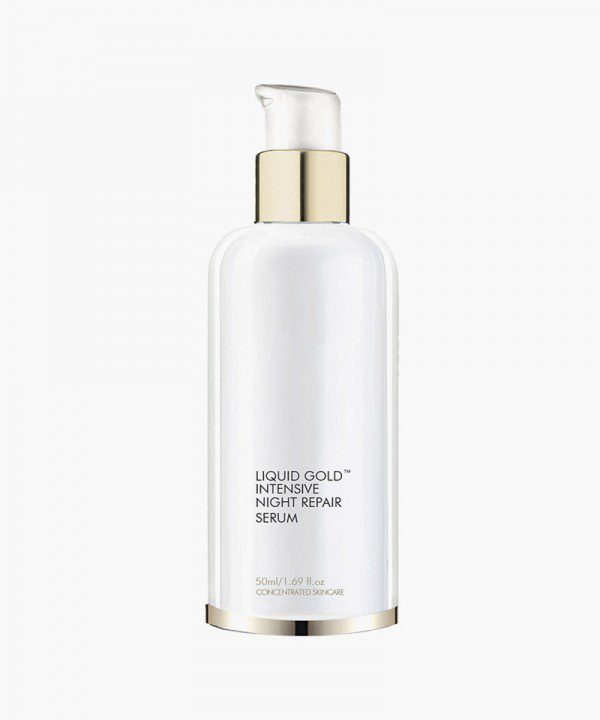 LIQUID GOLD™
INTENSIVE
NIGHT REPAIR
SERUM
50ml/1.69 fl.oz
CONCENTRATED SKINCARE